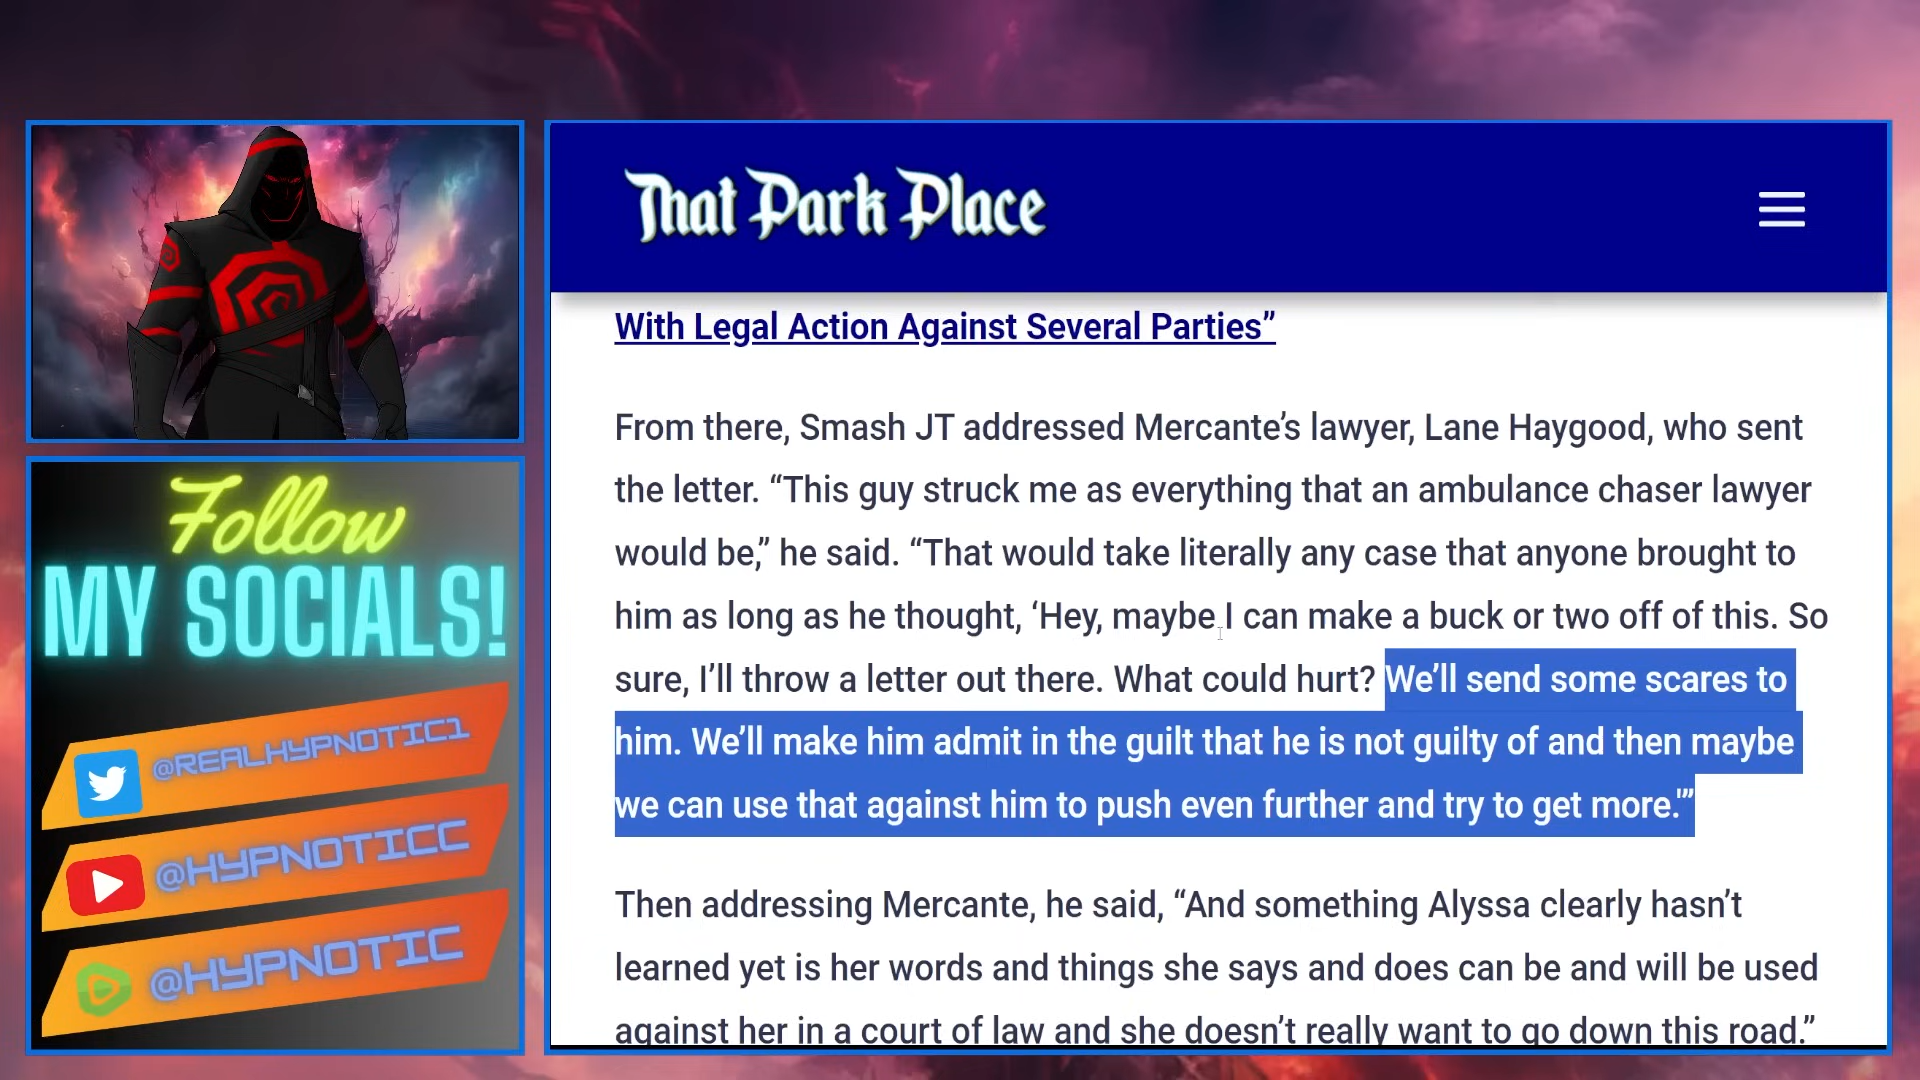 Follow
MY SOCIALS!
@REALHYPNOTIC1
@HYPNOTICC
@HYPNOTIC
That Park Place
With Legal Action Against Several Parties”
From there, Smash JT addressed Mercante’s lawyer, Lane Haygood, who sent
the letter. “This guy struck me as everything that an ambulance chaser lawyer
would be,” he said. “That would take literally any case that anyone brought to
him as long as he thought, ‘Hey, maybe I can make a buck or two off of this. So
sure, I’ll throw a letter out there. What could hurt? We’ll send some scares to
him. We’ll make him admit in the guilt that he is not guilty of and then maybe
we can use that against him to push even further and try to get more.'”
Then addressing Mercante, he said, “And something Alyssa clearly hasn’t
learned yet is her words and things she says and does can be and will be used
against her in a court of law and she doesn’t really want to go down this road.”